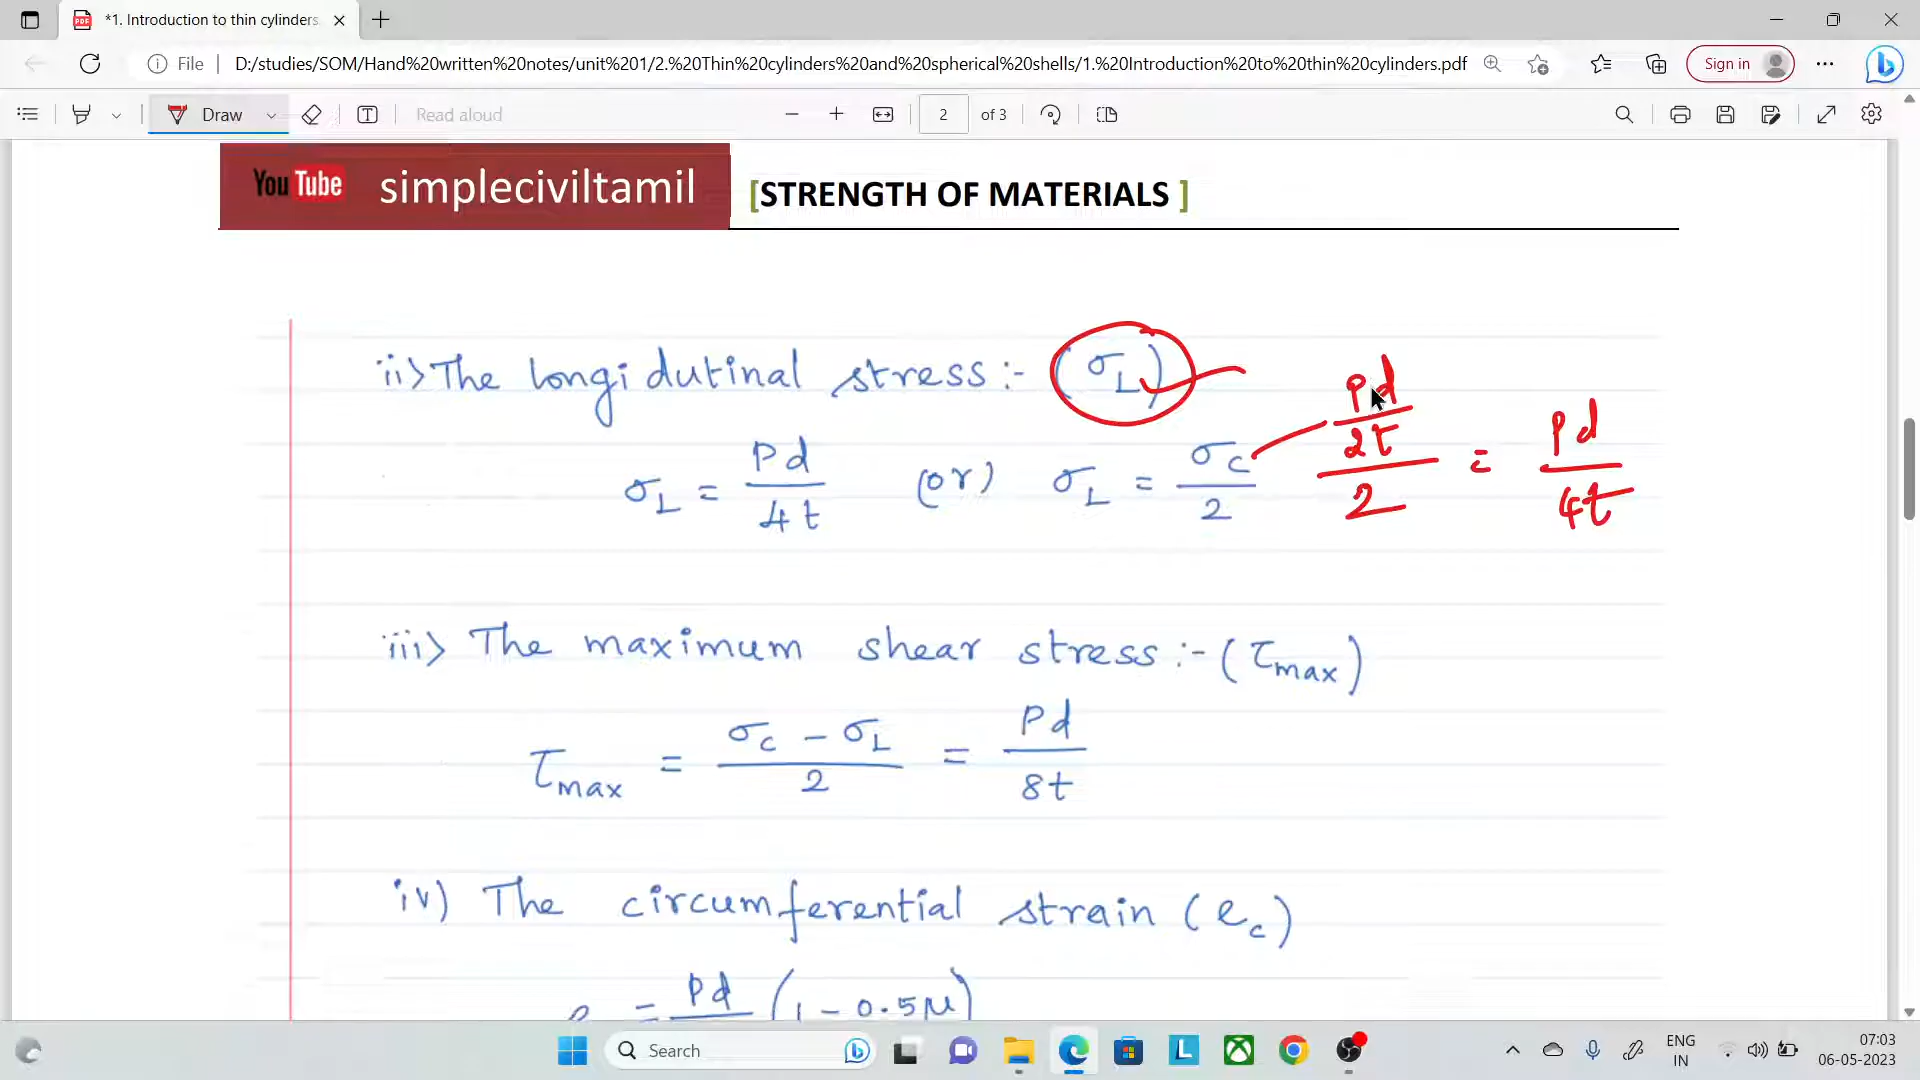 *1. Introduction to thin cylinders
File
D:/studies/SOM/Hand%20written%20notes/unit%201/2.%20Thin%20cylinders%20and%20spherical%20shells/1.%20Introduction%20to%20thin%20cylinders.pdf
Sign in
Draw
Read aloud
2 of 3
YouTube simpleciviltamil [STRENGTH OF MATERIALS ]
ii) The longidutinal stress :- (σL)
σL = Pd/4t (or) σL = σc/2
(Pd/2t)/2 = Pd/4t
iii) The maximum shear stress :- (τmax)
τmax = (σc - σL)/2 = Pd/8t
iv) The circumferential strain (ec)
= Pd (1 - 0.5μ)
Search
ENG
IN
07:03
06-05-2023